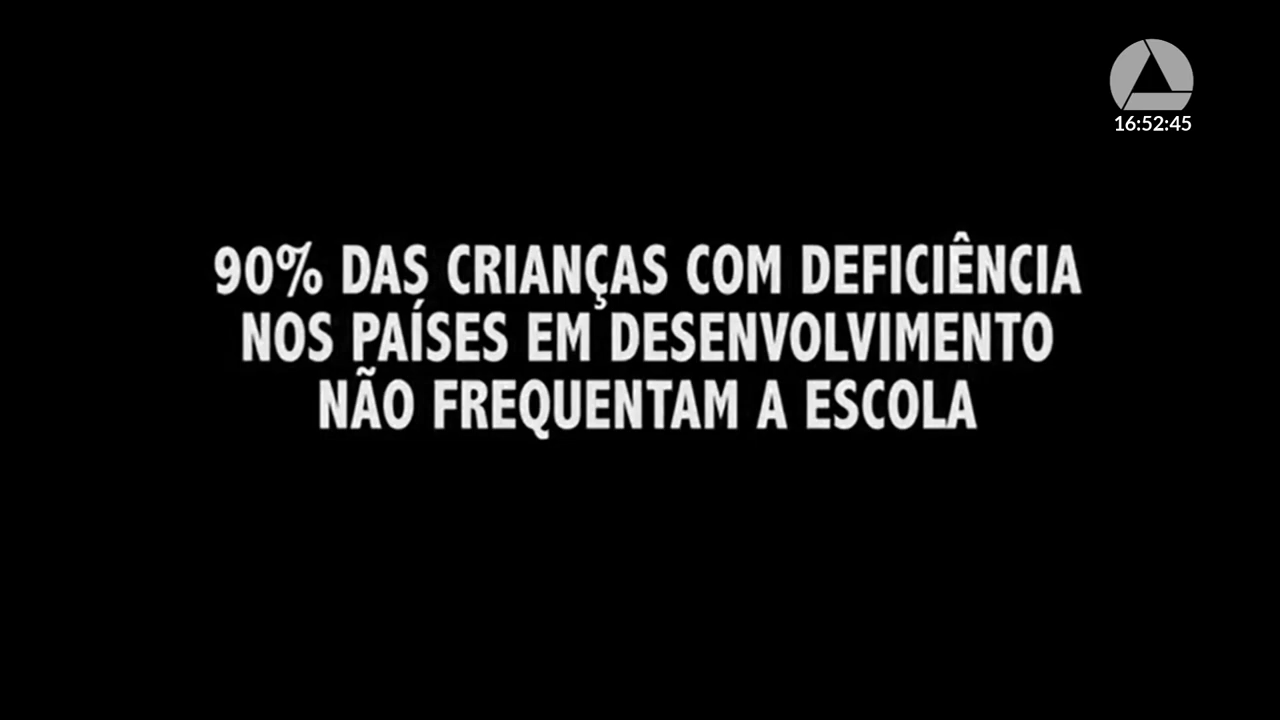 16:52:45
90% DAS CRIANÇAS COM DEFICIÊNCIA
NOS PAÍSES EM DESENVOLVIMENTO
NÃO FREQUENTAM A ESCOLA